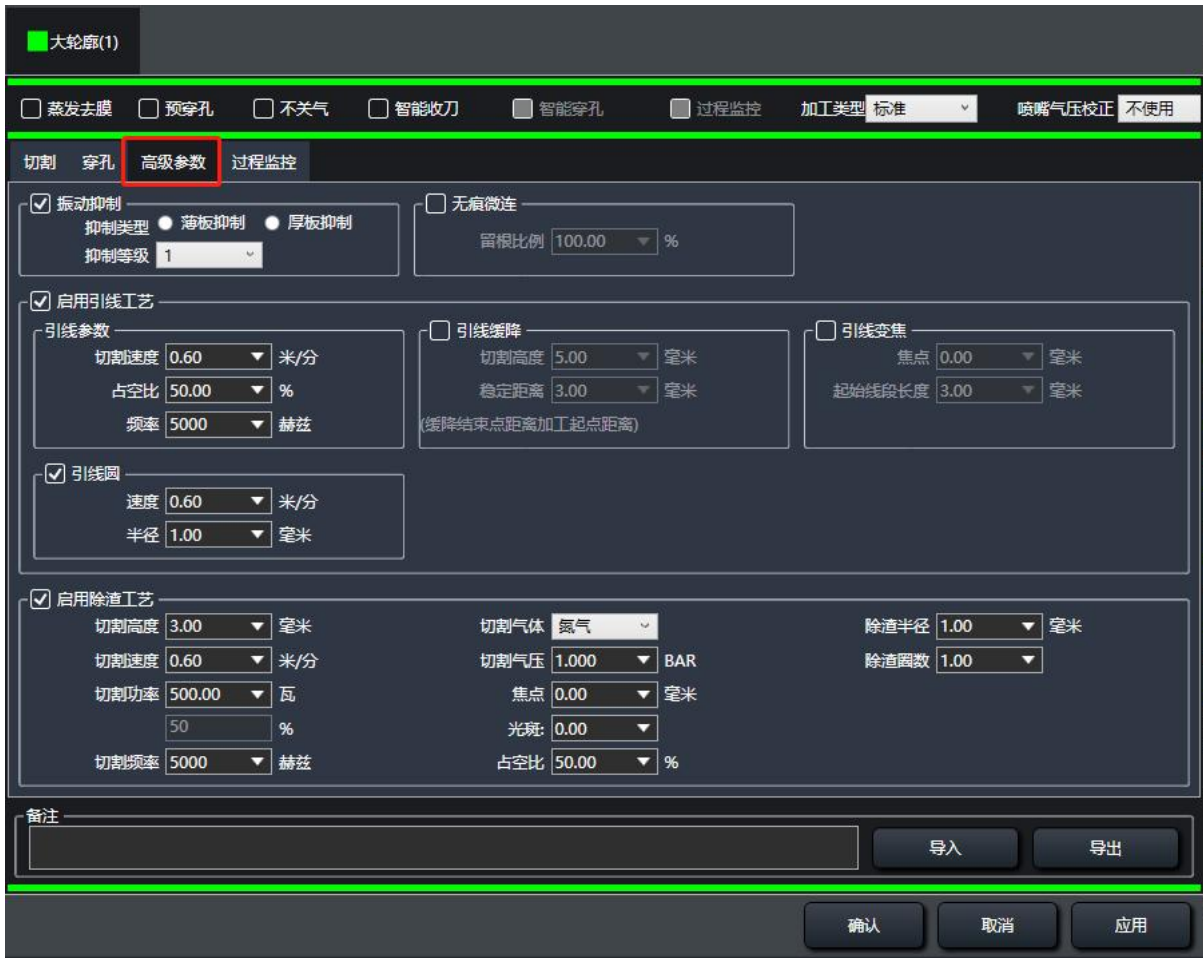 大轮廓(1)
蒸发去膜 预穿孔 不关气 智能收刀 智能穿孔 过程监控 加工类型 标准 喷嘴气压校正 不使用
切割 穿孔 高级参数 过程监控
振动抑制 无痕微连
抑制类型 薄板抑制 厚板抑制
留根比例 100.00 %
抑制等级 1
启用引线工艺
引线参数 引线缓降 引线变焦
切割速度 0.60 米/分 切割高度 5.00 毫米 焦点 0.00 毫米
占空比 50.00 % 稳定距离 3.00 毫米 起始线段长度 3.00 毫米
频率 5000 赫兹 (缓降结束点距离加工起点距离)
引线圆
速度 0.60 米/分
半径 1.00 毫米
启用除渣工艺
切割高度 3.00 毫米 切割气体 氮气 除渣半径 1.00 毫米
切割速度 0.60 米/分 切割气压 1.000 BAR 除渣圈数 1.00
切割功率 500.00 瓦 焦点 0.00 毫米
50 % 光斑: 0.00
切割频率 5000 赫兹 占空比 50.00 %
备注
导入 导出
确认 取消 应用